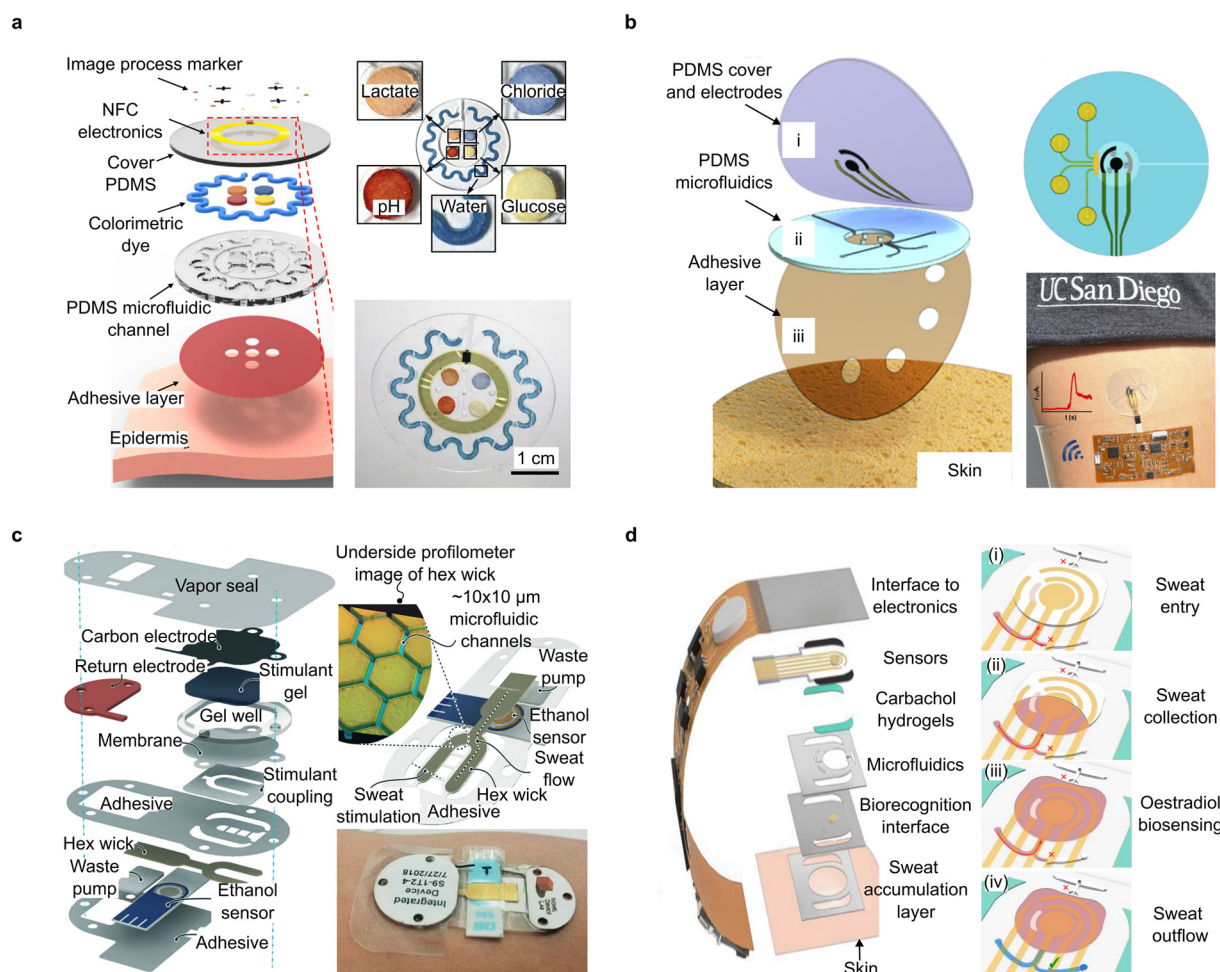 a
Image process marker
NFC
electronics
Cover
PDMS
Colorimetric
dye
PDMS microfluidic
channel
Adhesive layer
Epidermis
Lactate
Chloride
pH
Water
Glucose
1 cm
b
PDMS cover
and electrodes
i
PDMS
microfluidics
ii
Adhesive
layer
iii
Skin
UC San Diego
t (s)
c
Vapor seal
Carbon electrode
Return electrode
Stimulant
gel
Gel well
Membrane
Stimulant
coupling
Adhesive
Hex wick
Waste
pump
Ethanol
sensor
Adhesive
Underside profilometer
image of hex wick
~10x10 µm
microfluidic
channels
Waste
pump
Ethanol
sensor
Sweat
flow
Hex wick
Sweat
stimulation
Adhesive
Integrated
Device
S9-1T2-4
7/27/2018
d
Interface to
electronics
Sensors
Carbachol
hydrogels
Microfluidics
Biorecognition
interface
Sweat
accumulation
layer
Skin
(i)
Sweat
entry
(ii)
Sweat
collection
(iii)
Oestradiol
biosensing
(iv)
Sweat
outflow